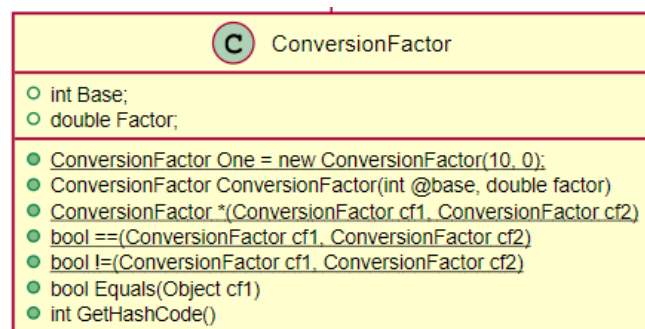 C ConversionFactor
int Base;
double Factor;
ConversionFactor One = new ConversionFactor(10, 0);
ConversionFactor ConversionFactor(int @base, double factor)
ConversionFactor *(ConversionFactor cf1, ConversionFactor cf2)
bool ==(ConversionFactor cf1, ConversionFactor cf2)
bool !=(ConversionFactor cf1, ConversionFactor cf2)
bool Equals(Object cf1)
int GetHashCode()